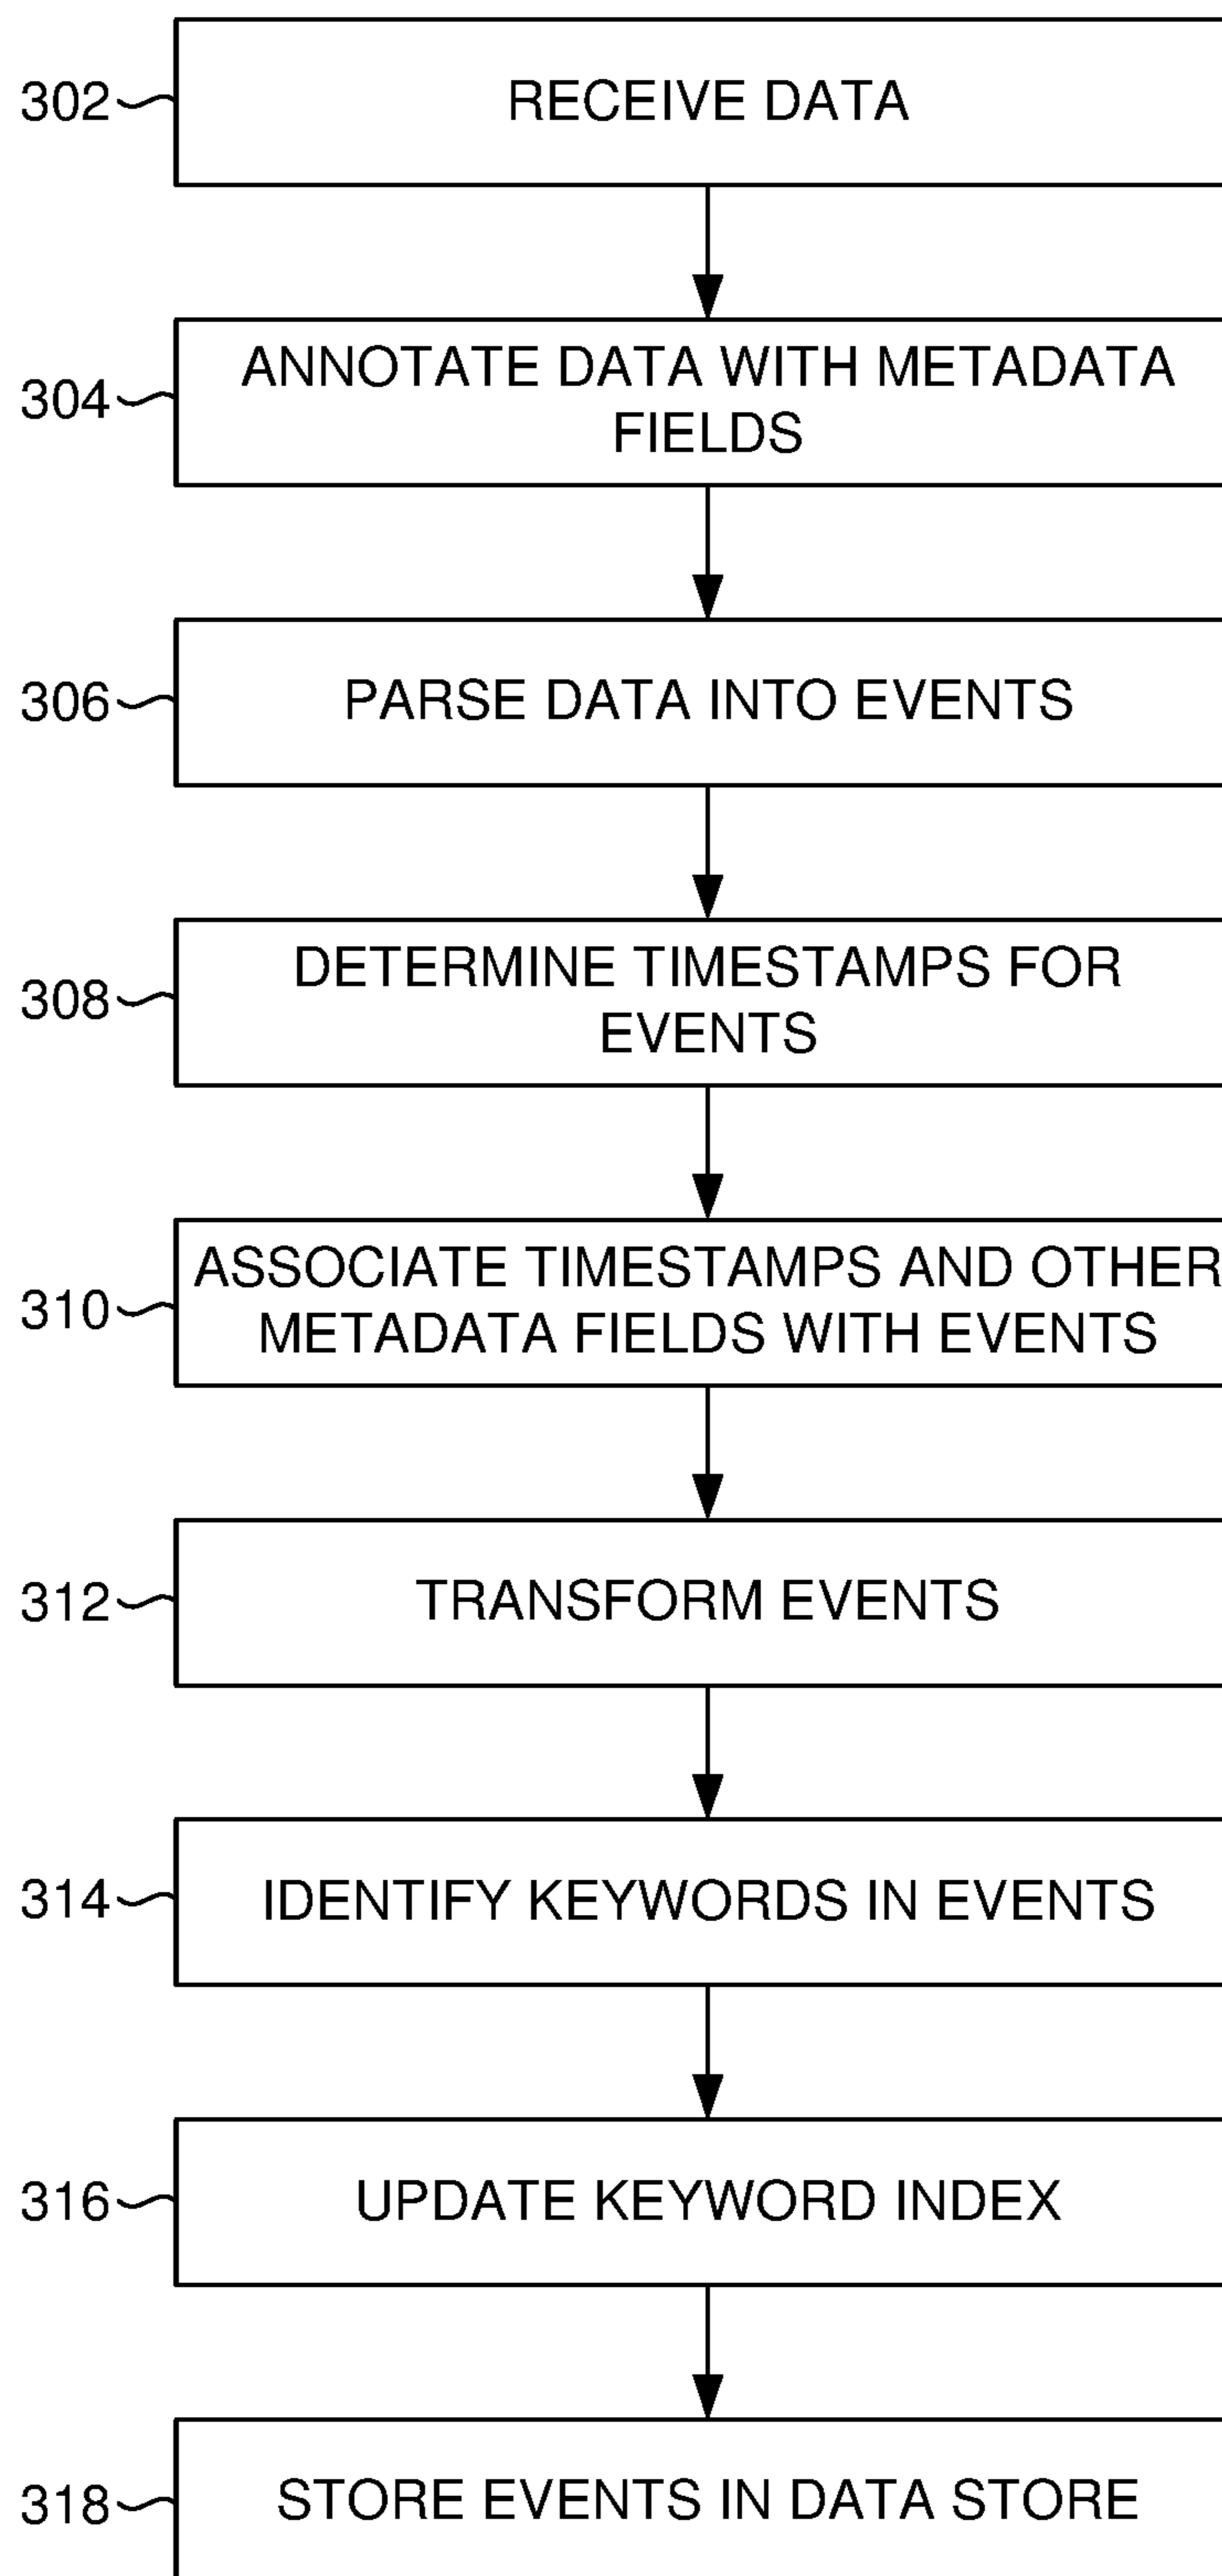 302
RECEIVE DATA
304
ANNOTATE DATA WITH METADATA
FIELDS
306
PARSE DATA INTO EVENTS
308
DETERMINE TIMESTAMPS FOR
EVENTS
310
ASSOCIATE TIMESTAMPS AND OTHER
METADATA FIELDS WITH EVENTS
312
TRANSFORM EVENTS
314
IDENTIFY KEYWORDS IN EVENTS
316
UPDATE KEYWORD INDEX
318
STORE EVENTS IN DATA STORE